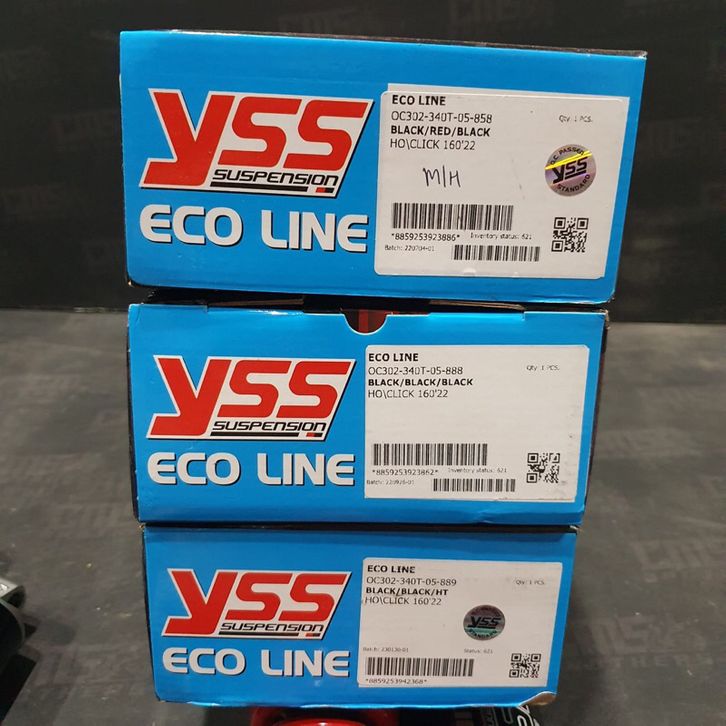 yss
SUSPENSION
ECO LINE
ECO LINE
OC302-340T-05-858
Qty. 1 PCS.
BLACK/RED/BLACK
HO\CLICK 160'22
M/H
Q.C. PASSED
YSS
STANDARD
*8859253923886*
Inventory status: 621
Batch: 220704-01
yss
SUSPENSION
ECO LINE
ECO LINE
OC302-340T-05-888
Qty. 1 PCS.
BLACK/BLACK/BLACK
HO\CLICK 160'22
*8859253923862*
Inventory status: 621
Batch: 220926-01
yss
SUSPENSION
ECO LINE
ECO LINE
OC302-340T-05-889
Qty. 1 PCS.
BLACK/BLACK/HT
HO\CLICK 160'22
YSS
STANDARD
Batch: 230130-01
Status: 621
*8859253942368*